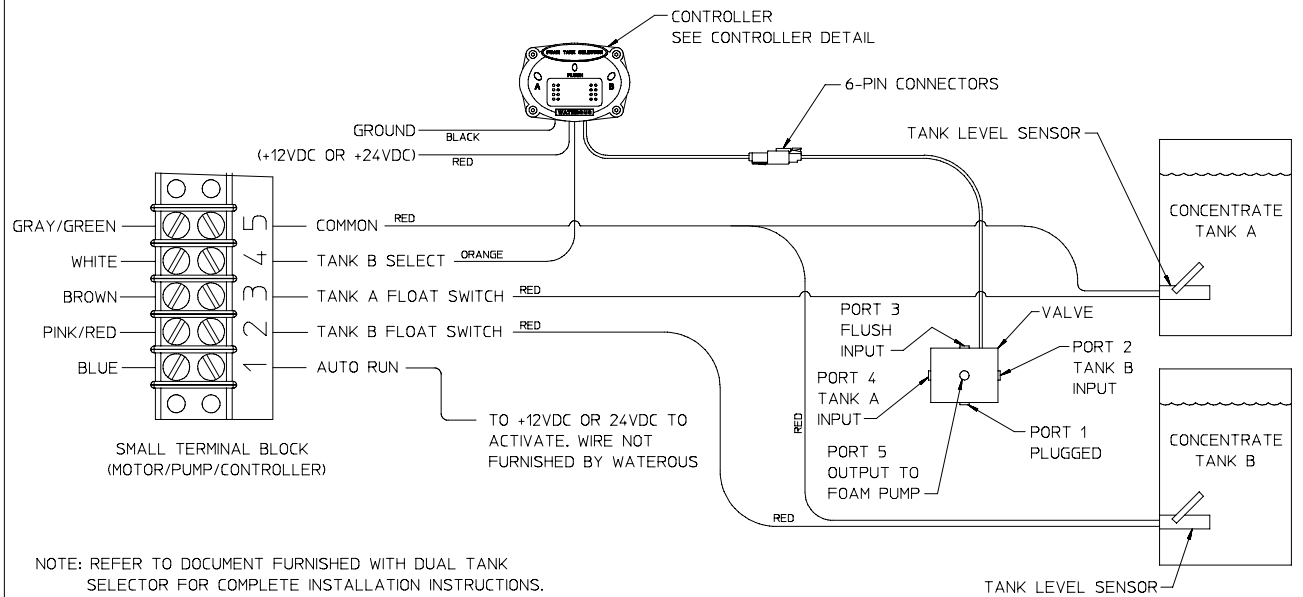 CONTROLLER
SEE CONTROLLER DETAIL
FOAM TANK SELECTOR
FLUSH
A
B
WATEROUS
6-PIN CONNECTORS
GROUND
BLACK
(+12VDC OR +24VDC)
RED
TANK LEVEL SENSOR
CONCENTRATE
TANK A
GRAY/GREEN
5
COMMON
RED
WHITE
4
TANK B SELECT
ORANGE
BROWN
3
TANK A FLOAT SWITCH
RED
PINK/RED
2
TANK B FLOAT SWITCH
RED
BLUE
1
AUTO RUN
SMALL TERMINAL BLOCK
(MOTOR/PUMP/CONTROLLER)
TO +12VDC OR 24VDC TO
ACTIVATE. WIRE NOT
FURNISHED BY WATEROUS
PORT 3
FLUSH
INPUT
VALVE
PORT 2
TANK B
INPUT
PORT 4
TANK A
INPUT
PORT 1
PLUGGED
PORT 5
OUTPUT TO
FOAM PUMP
RED
RED
CONCENTRATE
TANK B
TANK LEVEL SENSOR
NOTE: REFER TO DOCUMENT FURNISHED WITH DUAL TANK
SELECTOR FOR COMPLETE INSTALLATION INSTRUCTIONS.